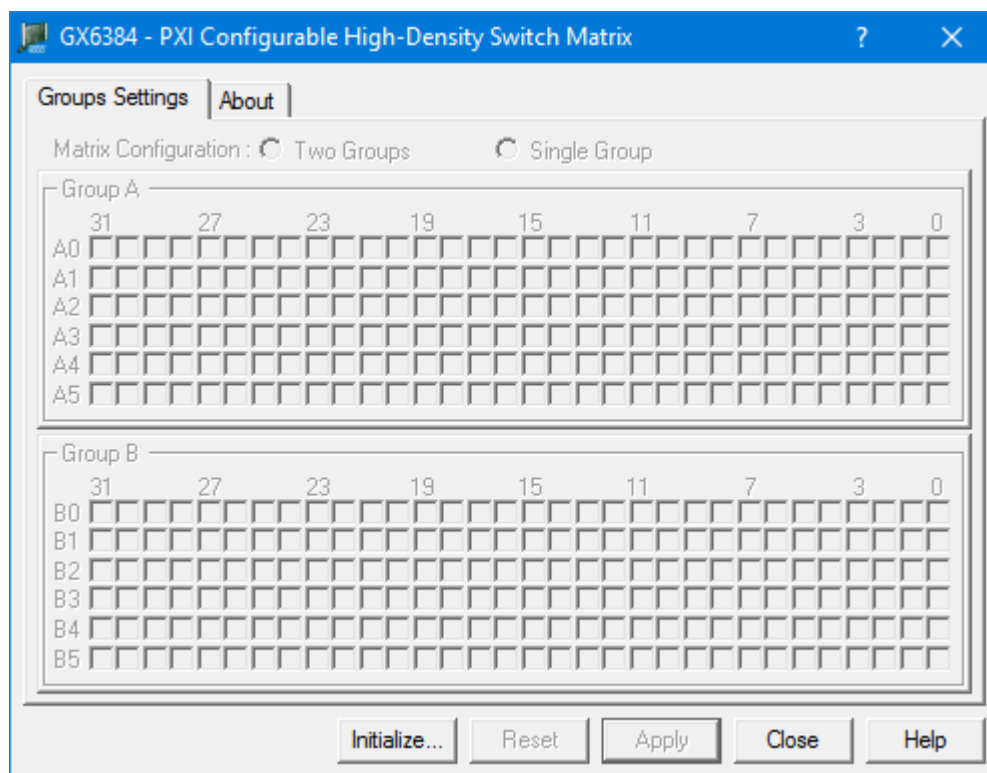 GX6384 - PXI Configurable High-Density Switch Matrix ?
Groups Settings About
Matrix Configuration : Two Groups Single Group
Group A
31 27 23 19 15 11 7 3 0
A0
A1
A2
A3
A4
A5
Group B
31 27 23 19 15 11 7 3 0
B0
B1
B2
B3
B4
B5
Initialize... Reset Apply Close Help